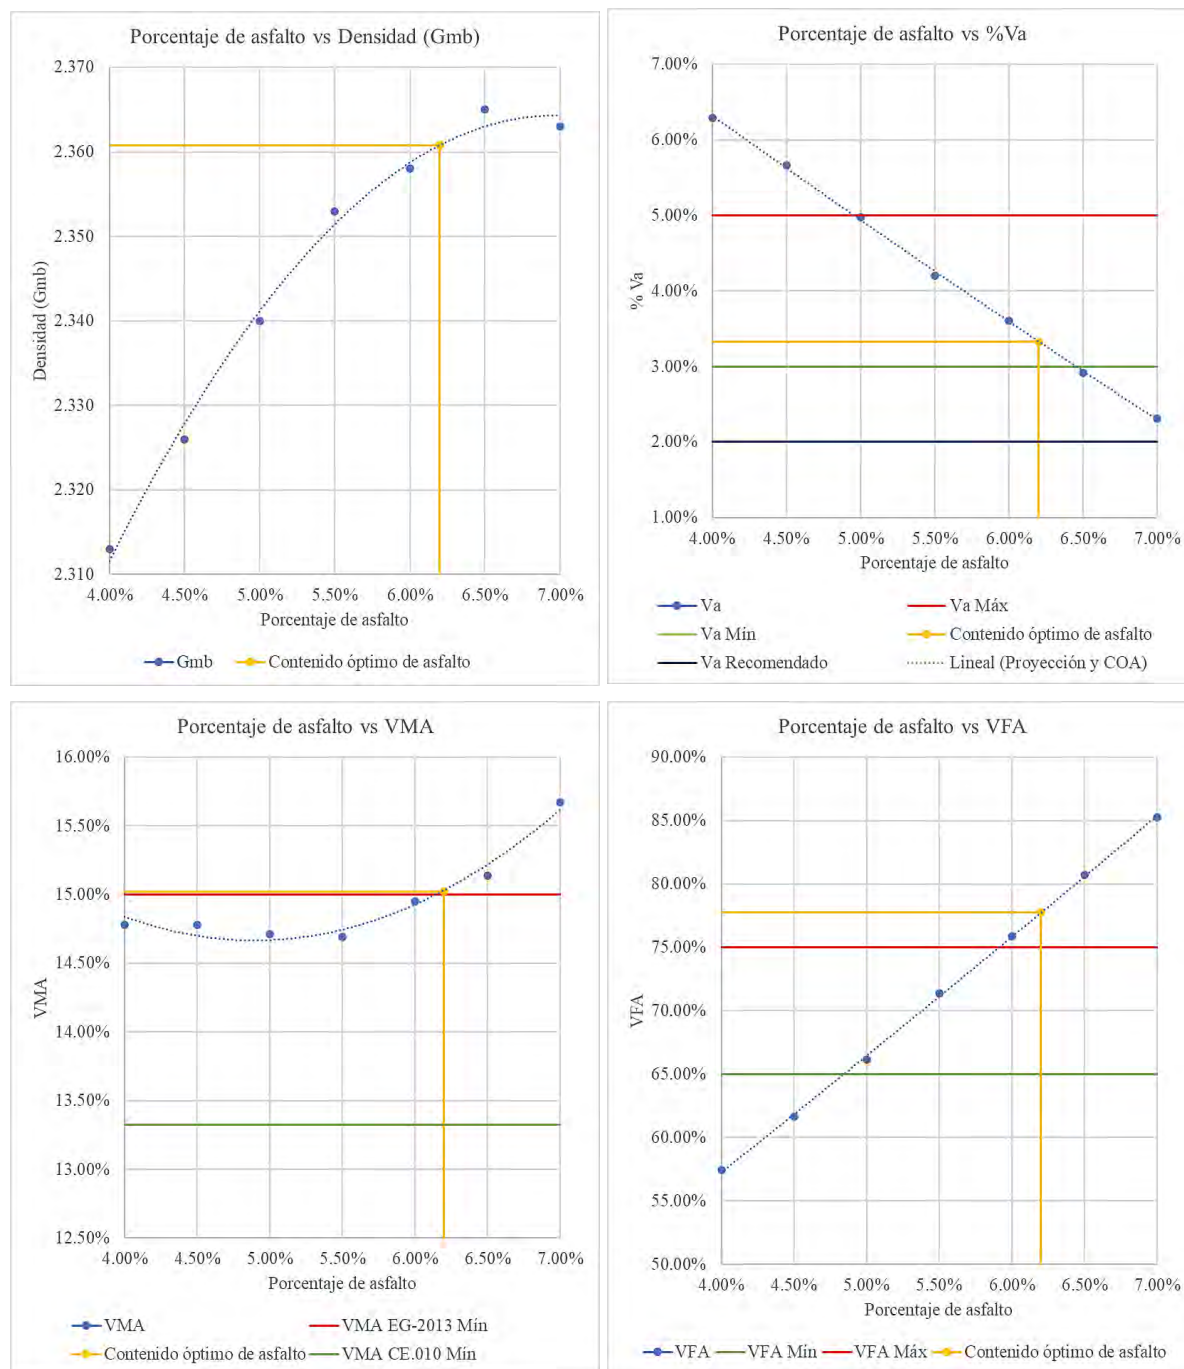 Porcentaje de asfalto vs Densidad (Gmb)
2.370
2.360
2.350
2.340
2.330
2.320
2.310
Densidad (Gmb)
4.00% 4.50% 5.00% 5.50% 6.00% 6.50% 7.00%
Porcentaje de asfalto
Gmb Contenido óptimo de asfalto
Porcentaje de asfalto vs %Va
7.00%
6.00%
5.00%
4.00%
3.00%
2.00%
1.00%
% Va
4.00% 4.50% 5.00% 5.50% 6.00% 6.50% 7.00%
Porcentaje de asfalto
Va Va Máx
Va Mín Contenido óptimo de asfalto
Va Recomendado Lineal (Proyección y COA)
Porcentaje de asfalto vs VMA
16.00%
15.50%
15.00%
14.50%
14.00%
13.50%
13.00%
12.50%
VMA
4.00% 4.50% 5.00% 5.50% 6.00% 6.50% 7.00%
Porcentaje de asfalto
VMA VMA EG-2013 Mín
Contenido óptimo de asfalto VMA CE.010 Mín
Porcentaje de asfalto vs VFA
90.00%
85.00%
80.00%
75.00%
70.00%
65.00%
60.00%
55.00%
50.00%
VFA
4.00% 4.50% 5.00% 5.50% 6.00% 6.50% 7.00%
Porcentaje de asfalto
VFA VFA Mín VFA Máx Contenido óptimo de asfalto